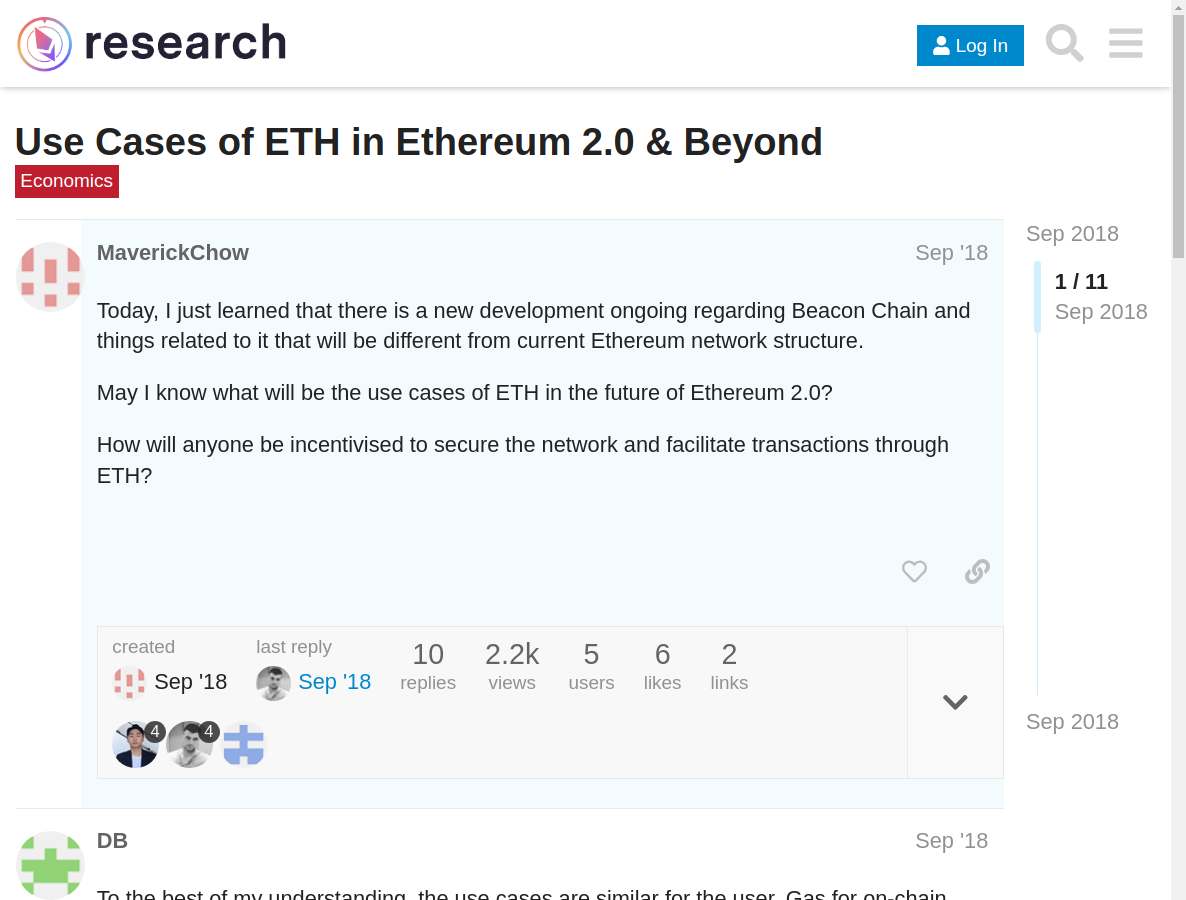 research
Log In
Use Cases of ETH in Ethereum 2.0 & Beyond
Economics
MaverickChow
Sep '18
Today, I just learned that there is a new development ongoing regarding Beacon Chain and
things related to it that will be different from current Ethereum network structure.
May I know what will be the use cases of ETH in the future of Ethereum 2.0?
How will anyone be incentivised to secure the network and facilitate transactions through
ETH?
created
Sep '18
last reply
Sep '18
10
replies
2.2k
views
5
users
6
likes
2
links
4
4
Sep 2018
1 / 11
Sep 2018
Sep 2018
DB
Sep '18
To the best of my understanding, the use cases are similar for the user. Gas for on-chain